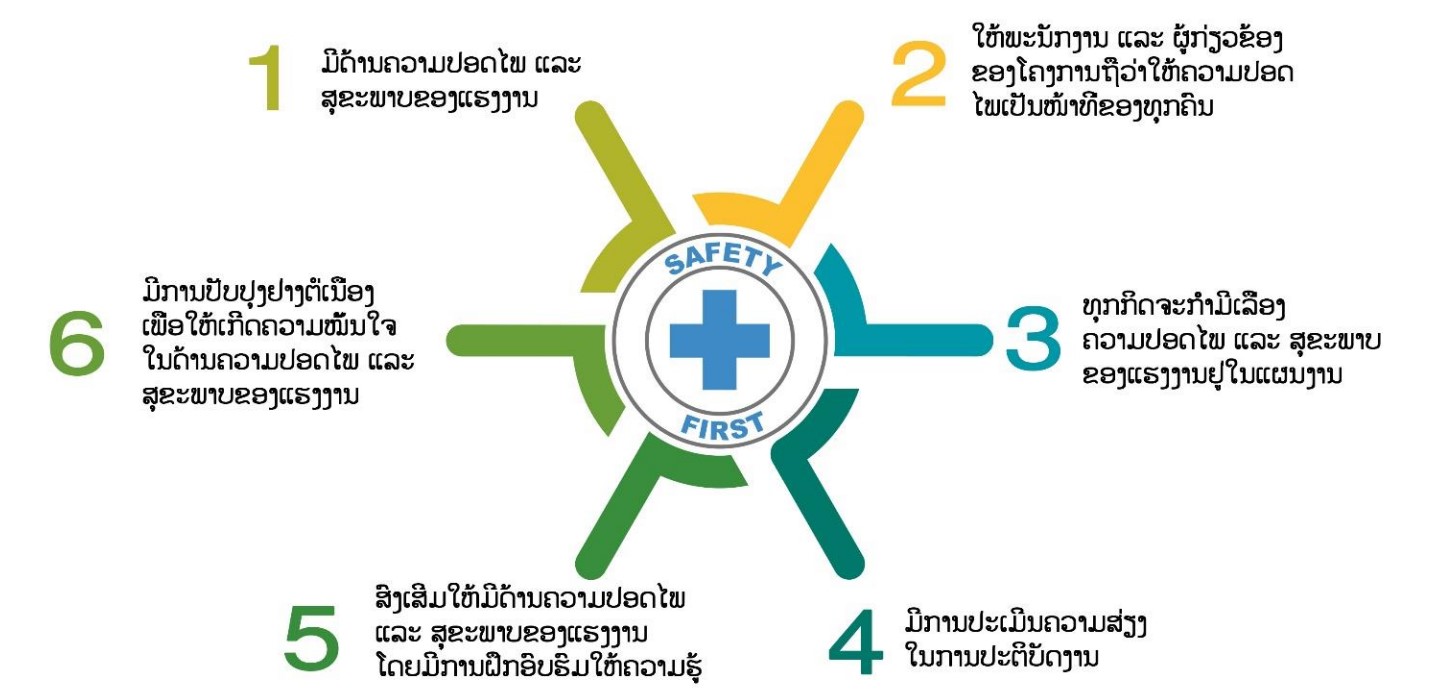 1
ມີດ້ານຄວາມປອດໄພ ແລະ
ສຸຂະພາບຂອງແຮງງານ
2
ໃຫ້ພະນັກງານ ແລະ ຜູ້ກ່ຽວຂ້ອງ
ຂອງໂຄງການຖືວ່າໃຫ້ຄວາມປອດ
ໄພເປັນໜ້າທີ່ຂອງທຸກຄົນ
SAFETY
FIRST
3
ທຸກກິດຈະກຳມີເລື່ອງ
ຄວາມປອດໄພ ແລະ ສຸຂະພາບ
ຂອງແຮງງານຢູ່ໃນແຜນງານ
4
ມີການປະເມີນຄວາມສ່ຽງ
ໃນການປະຕິບັດງານ
5
ສົ່ງເສີມໃຫ້ມີດ້ານຄວາມປອດໄພ
ແລະ ສຸຂະພາບຂອງແຮງງານ
ໂດຍມີການຝຶກອົບຮົມໃຫ້ຄວາມຮູ້
6
ມີການປັບປຸງຢ່າງຕໍ່ເນື່ອງ
ເພື່ອໃຫ້ເກີດຄວາມໝັ້ນໃຈ
ໃນດ້ານຄວາມປອດໄພ ແລະ
ສຸຂະພາບຂອງແຮງງານ